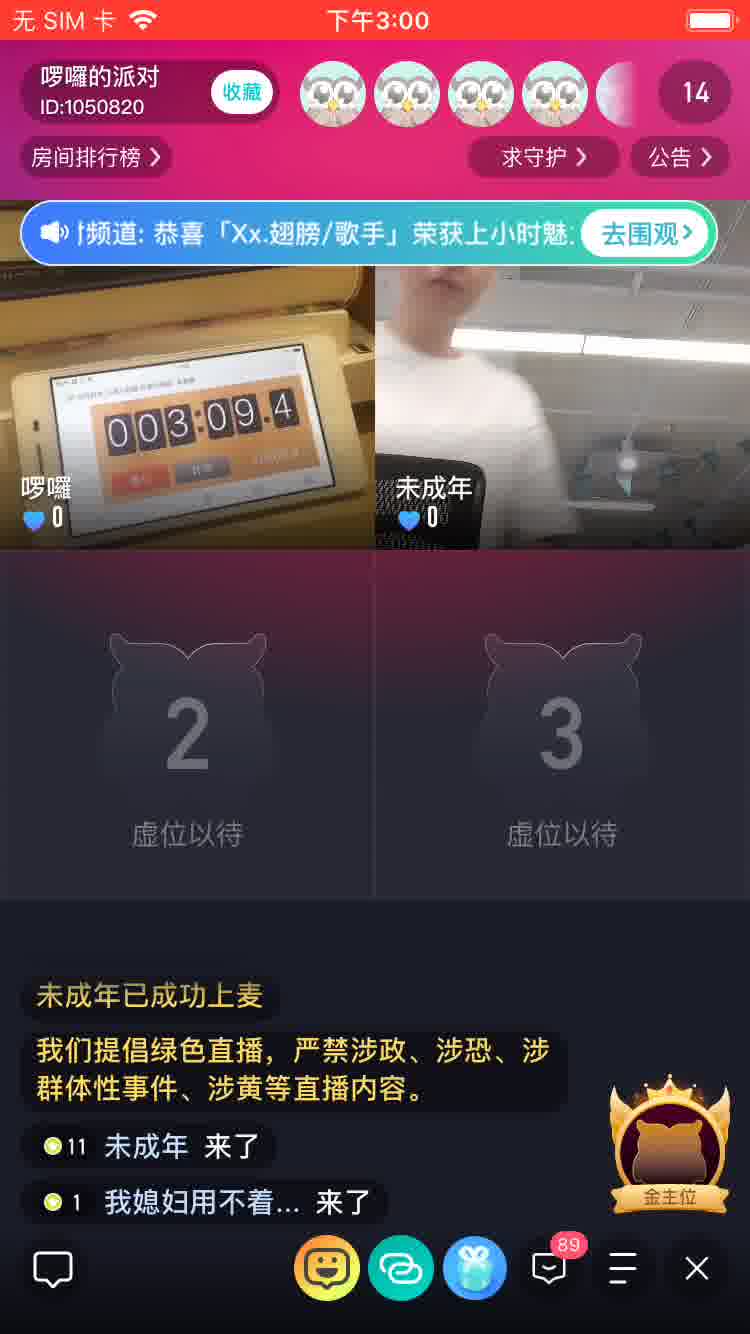 无 SIM 卡
下午3:00
啰囉的派对
ID:1050820
收藏
14
房间排行榜
求守护
公告
频道: 恭喜「Xx.翅膀/歌手」荣获上小时魅
去围观
003:09.4
啰囉
0
未成年
0
2
虚位以待
3
虚位以待
未成年已成功上麦
我们提倡绿色直播，严禁涉政、涉恐、涉
群体性事件、涉黄等直播内容。
11 未成年 来了
1 我媳妇用不着... 来了
金主位
89